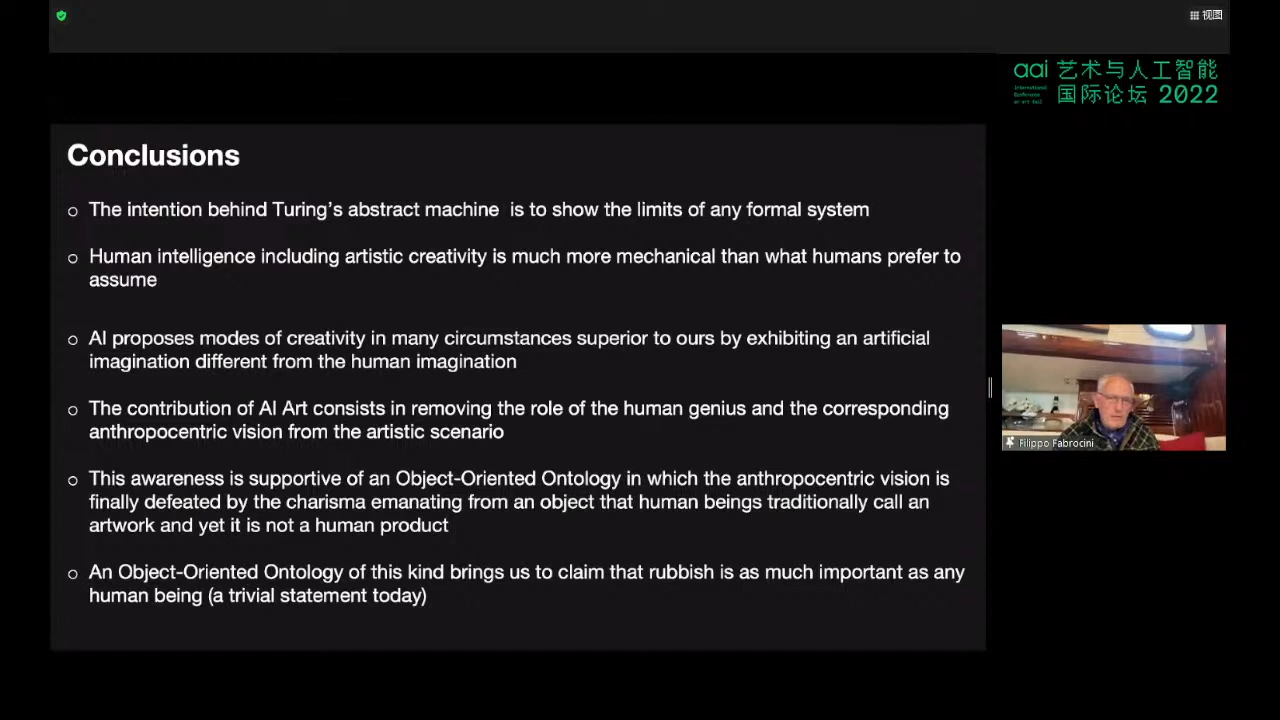 视图
aai 艺术与人工智能
国际论坛 2022
International
Conference
on art+ai
Conclusions
The intention behind Turing's abstract machine is to show the limits of any formal system
Human intelligence including artistic creativity is much more mechanical than what humans prefer to
assume
AI proposes modes of creativity in many circumstances superior to ours by exhibiting an artificial
imagination different from the human imagination
The contribution of AI Art consists in removing the role of the human genius and the corresponding
anthropocentric vision from the artistic scenario
This awareness is supportive of an Object-Oriented Ontology in which the anthropocentric vision is
finally defeated by the charisma emanating from an object that human beings traditionally call an
artwork and yet it is not a human product
An Object-Oriented Ontology of this kind brings us to claim that rubbish is as much important as any
human being (a trivial statement today)
Filippo Fabrocini